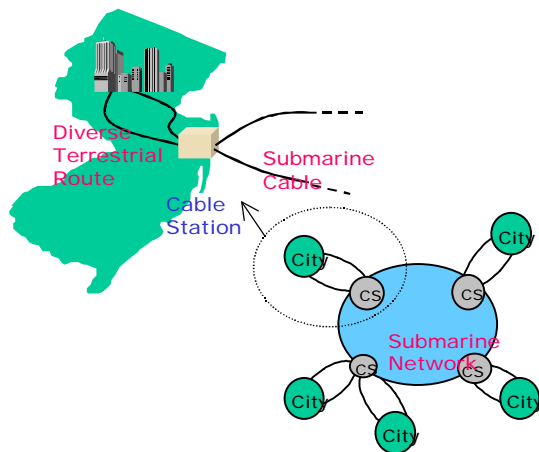 Diverse
Terrestrial
Route
Submarine
Cable
Cable
Station
City
City
CS
CS
Submarine
Network
CS
CS
City
City
City